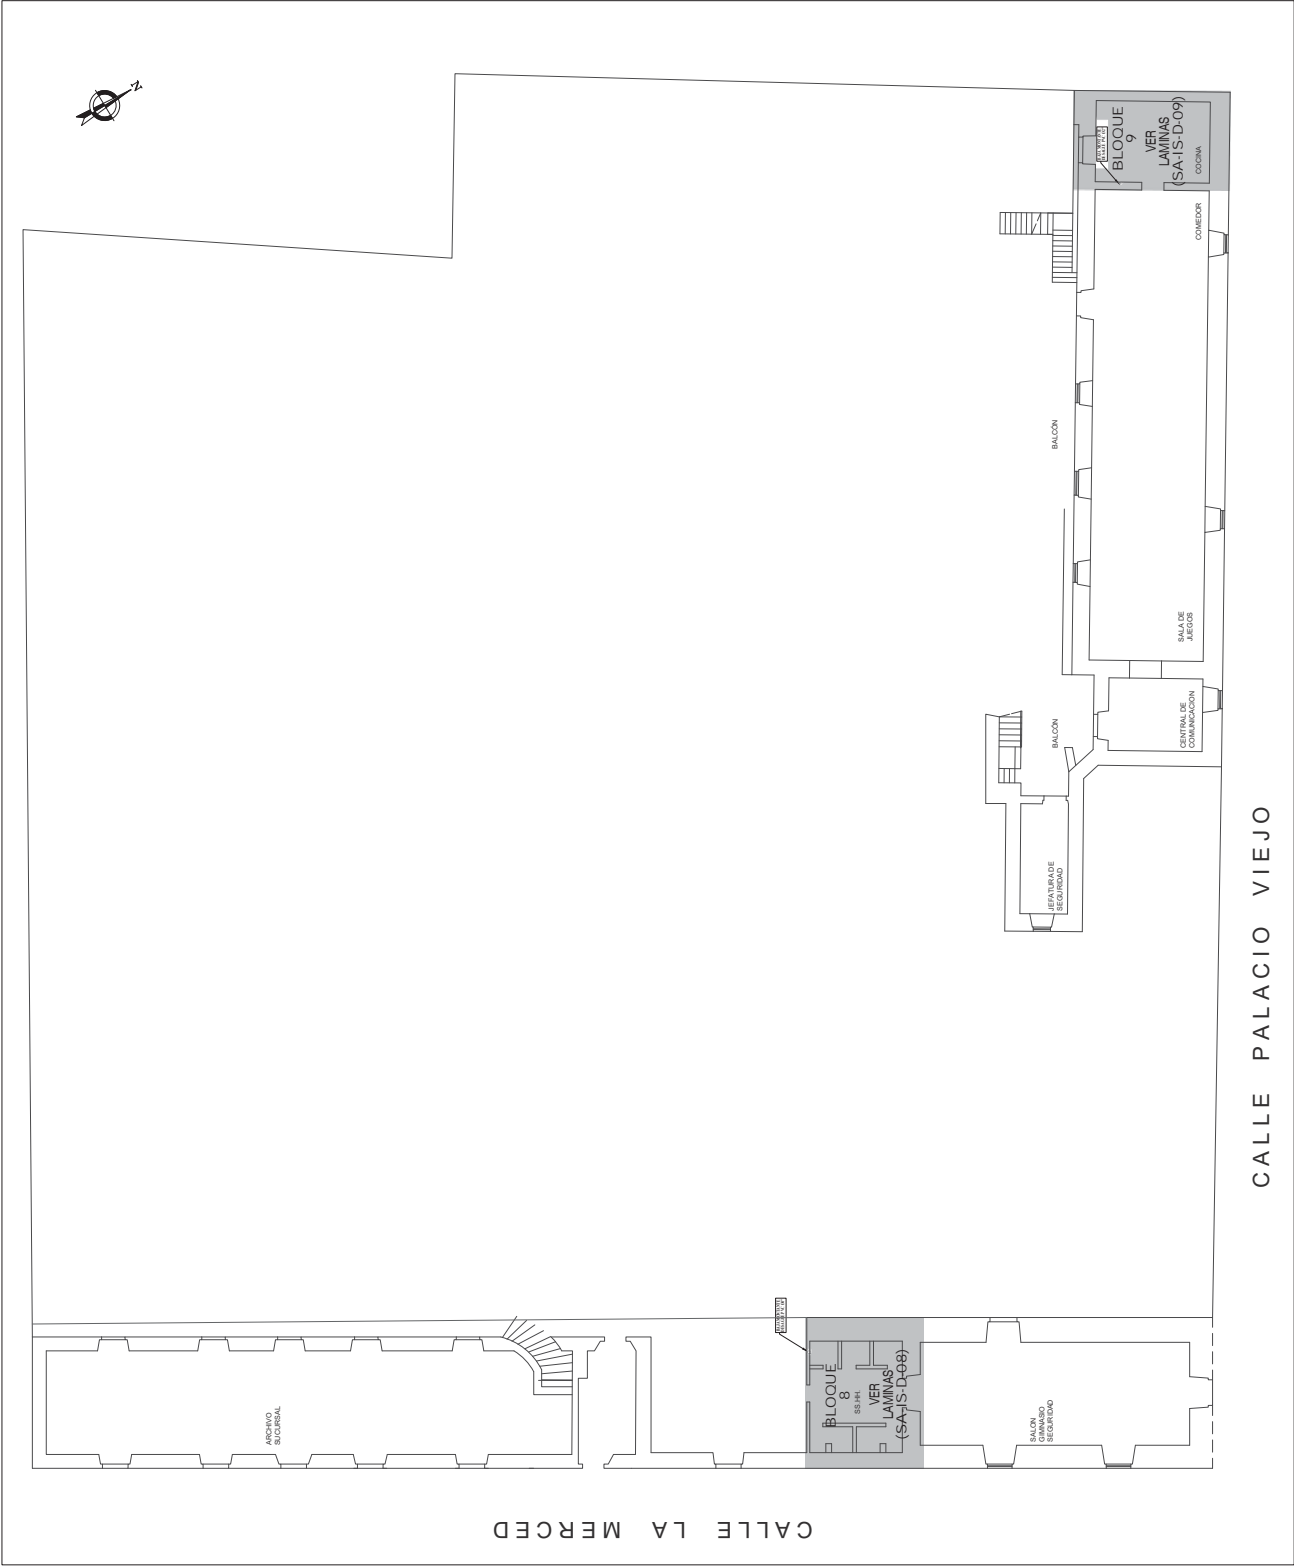 N
BLOQUE
9
VER
LAMINAS
(SA-IS-D-09)
COCINA
COMEDOR
BALCÓN
SALA DE
JUEGOS
BALCÓN
CENTRAL DE
COMUNICACION
JEFATURA DE
SEGURIDAD
CALLE PALACIO VIEJO
ARCHIVO
SUCURSAL
BLOQUE
8
SS.HH.
VER
LAMINAS
(SA-IS-D-08)
SALON
GIMNASIO
SEGURIDAD
CALLE LA MERCED